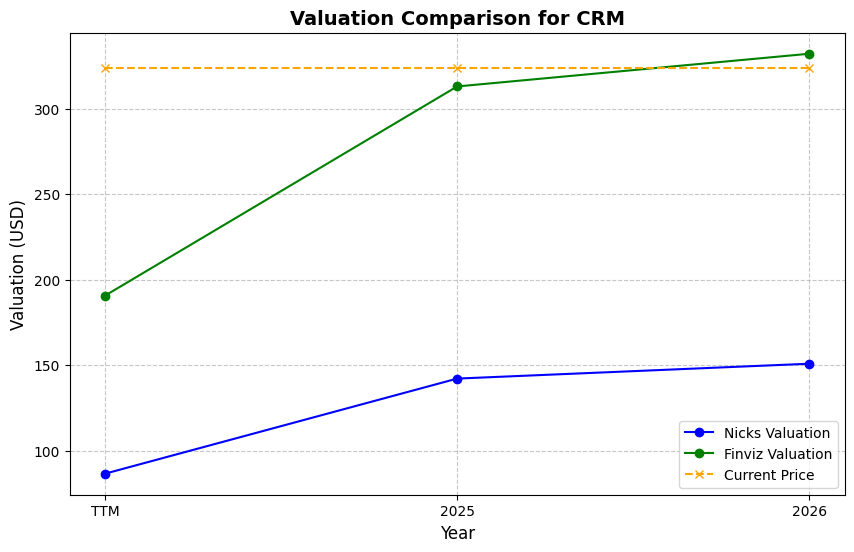 Valuation Comparison for CRM
Valuation (USD)
300
250
200
150
100
TTM
2025
2026
Year
Nicks Valuation
Finviz Valuation
Current Price